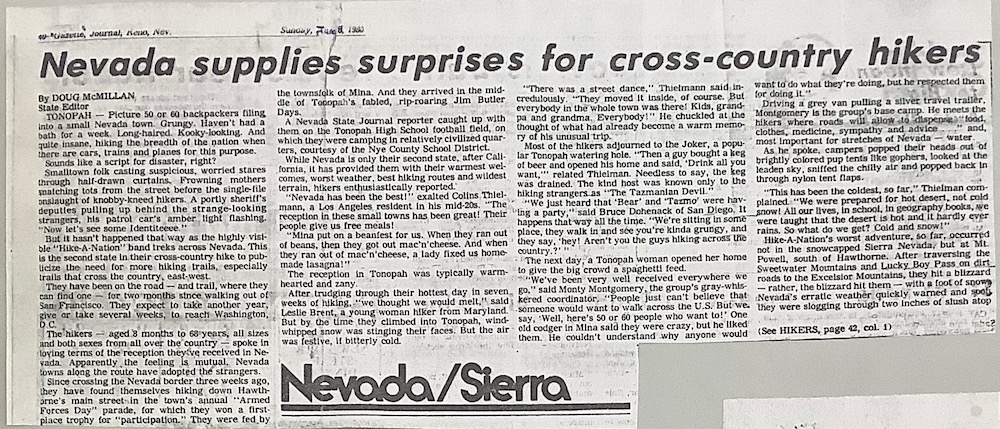 Gazette, Journal, Reno, Nev.
Sunday, June 8, 1980
Nevada supplies surprises for cross-country hikers
By DOUG McMILLAN
State Editor
TONOPAH — Picture 50 or 60 backpackers filing
into a small Nevada town. Grungy. Haven't had a
bath for a week. Long-haired. Kooky-looking. And
quite insane, hiking the breadth of the nation when
there are cars, trains and planes for this purpose.
Sounds like a script for disaster, right?
Smalltown folk casting suspicious, worried stares
through half-drawn curtains. Frowning mothers
snatching tots from the street before the single-file
onslaught of knobby-kneed hikers. A portly sheriff's
deputies pulling up behind the strange-looking
strangers, his patrol car's amber light flashing.
"Now let's see some Identiteeee."
But it hasn't happened that way as the highly visi-
ble "Hike-A-Nation" band treks across Nevada. This
is the second state in their cross-country hike to pub-
licize the need for more hiking trails, especially
trails that cross the country, east-west.
They have been on the road — and trail, where they
can find one — for two months since walking out of
San Francisco. They expect to take another year,
give or take several weeks, to reach Washington,
D.C.
The hikers — aged 8 months to 68 years, all sizes
and both sexes from all over the country — spoke in
loving terms of the reception they've received in Ne-
vada. Apparently the feeling is mutual. Nevada
towns along the route have adopted the strangers.
Since crossing the Nevada border three weeks ago,
they have found themselves hiking down Hawth-
orne's main street in the town's annual "Armed
Forces Day" parade, for which they won a first-
place trophy for "participation." They were fed by
the townsfolk of Mina. And they arrived in the mid-
dle of Tonopah's fabled, rip-roaring Jim Butler
Days.
A Nevada State Journal reporter caught up with
them on the Tonopah High School football field, on
which they were camping in relatively civilized quar-
ters, courtesy of the Nye County School District.
While Nevada is only their second state, after Cali-
fornia, it has provided them with their warmest wel-
comes, worst weather, best hiking routes and wildest
terrain, hikers enthusiastically reported.
"Nevada has been the best!" exalted Colins Thiel-
mann, a Los Angeles resident in his mid-20s. "The
reception in these small towns has been great! Their
people give us free meals!
"Mina put on a beanfest for us. When they ran out
of beans, then they got out mac'n'cheese. And when
they ran out of mac'n'cheese, a lady fixed us home-
made lasagna!"
The reception in Tonopah was typically warm-
hearted and zany.
After trudging through their hottest day in seven
weeks of hiking, "we thought we would melt," said
Leslie Brent, a young woman hiker from Maryland.
But by the time they climbed into Tonopah, wind-
whipped snow was stinging their faces. But the air
was festive, if bitterly cold.
"There was a street dance," Thielmann said in-
credulously. "They moved it inside, of course. But
everybody in the whole town was there! Kids, grand-
pa and grandma. Everybody!" He chuckled at the
thought of what had already become a warm memo-
ry of his unusual trip.
Most of the hikers adjourned to the Joker, a popu-
lar Tonopah watering hole. "Then a guy bought a keg
of beer and opened his home and said, 'Drink all you
want,'" related Thielman. Needless to say, the keg
was drained. The kind host was known only to the
hiking strangers as "The Tazmanian Devil."
"We just heard that 'Bear' and 'Tazmo' were hav-
ing a party," said Bruce Dohenack of San Diego. It
happens that way all the time. "We're sitting in some
place, they walk in and see you're kinda grungy, and
they say, 'hey! Aren't you the guys hiking across the
country.?'"
The next day, a Tonopah woman opened her home
to give the big crowd a spaghetti feed.
"We've been very well received everywhere we
go," said Monty Montgomery, the group's gray-whis-
kered coordinator. "People just can't believe that
someone would want to walk across the U.S. But we
say, 'Well, here's 50 or 60 people who want to!' One
old codger in Mina said they were crazy, but he liked
them. He couldn't understand why anyone would
want to do what they're doing, but he respected them
for doing it."
Driving a grey van pulling a silver travel trailer,
Montgomery is the group's base camp. He meets the
hikers where roads will allow to dispense food,
clothes, medicine, sympathy and advice — and,
most important for stretches of Nevada — water.
As he spoke, campers popped their heads out of
brightly colored pup tents like gophers, looked at the
leaden sky, sniffed the chilly air and popped back in
through nylon tent flaps.
"This has been the coldest, so far," Thielman com-
plained. "We were prepared for hot desert, not cold
snow! All our lives, in school, in geography books, we
were taught that the desert is hot and it hardly ever
rains. So what do we get? Cold and snow!"
Hike-A-Nation's worst adventure, so far, occurred
not in the snowcapped Sierra Nevada, but at Mt.
Powell, south of Hawthorne. After traversing the
Sweetwater Mountains and Lucky Boy Pass on dirt
roads to the Excelsior Mountains, they hit a blizzard
— rather, the blizzard hit them — with a foot of snow.
Nevada's erratic weather quickly warmed and soon
they were slogging through two inches of slush atop
(See HIKERS, page 42, col. 1)
Nevada/Sierra